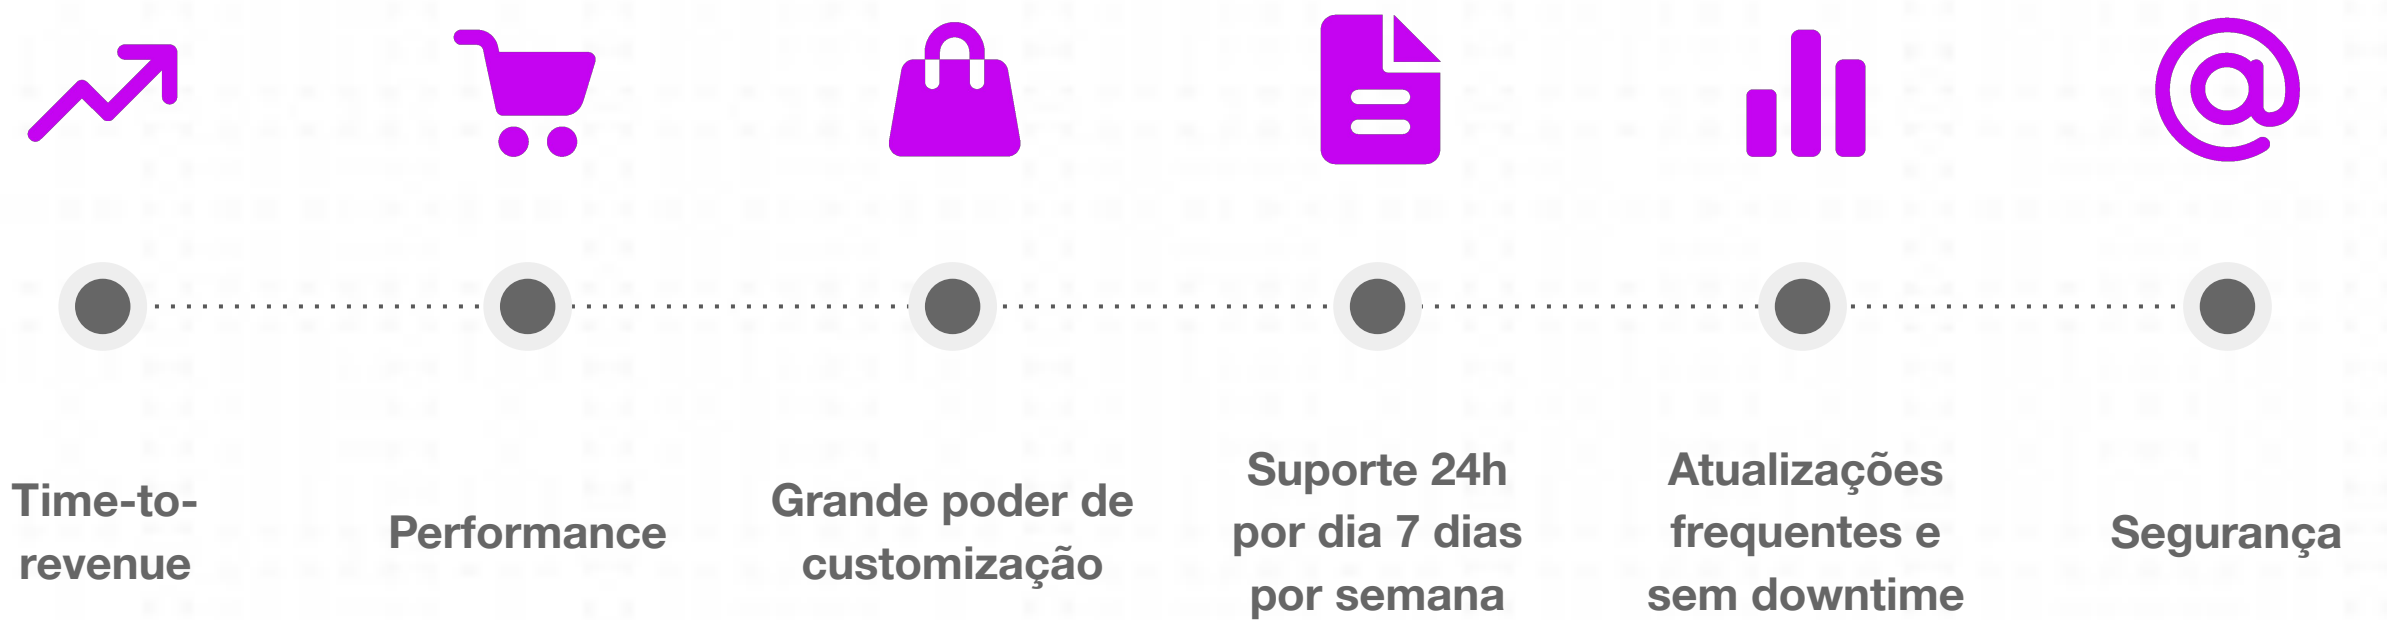 Time-to-
revenue
Performance
Grande poder de
customização
Suporte 24h
por dia 7 dias
por semana
Atualizações
frequentes e
sem downtime
Segurança